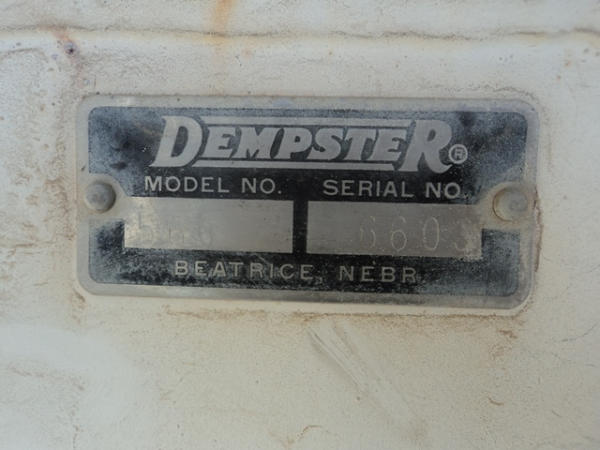 DEMPSTER®
MODEL NO. SERIAL NO.
BEATRICE, NEBR.